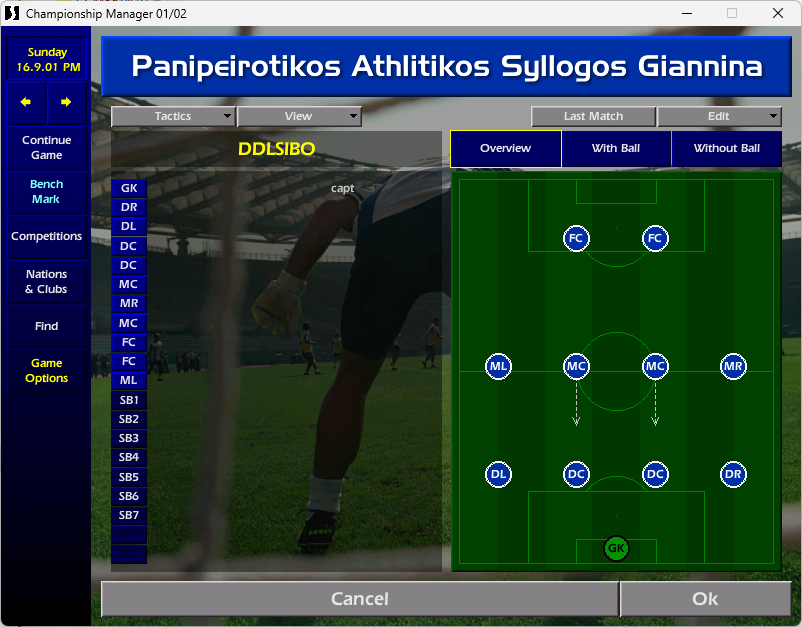 Championship Manager 01/02
Sunday
16.9.01 PM
Continue
Game
Bench
Mark
Competitions
Nations
& Clubs
Find
Game
Options
Panipeirotikos Athlitikos Syllogos Giannina
Tactics
View
Last Match
Edit
DDLSIBO
Overview
With Ball
Without Ball
GK
capt
DR
DL
DC
DC
MC
MR
MC
FC
FC
ML
SB1
SB2
SB3
SB4
SB5
SB6
SB7
FC FC
ML MC MC MR
DL DC DC DR
GK
Cancel
Ok